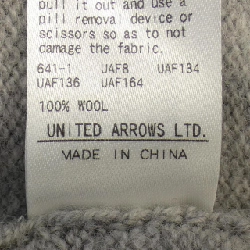 pull it out and use a
pill removal device or
scissors so as to not
damage the fabric.
641-1 UAF8 UAF134
UAF136 UAF164
100% WOOL
UNITED ARROWS LTD.
MADE IN CHINA